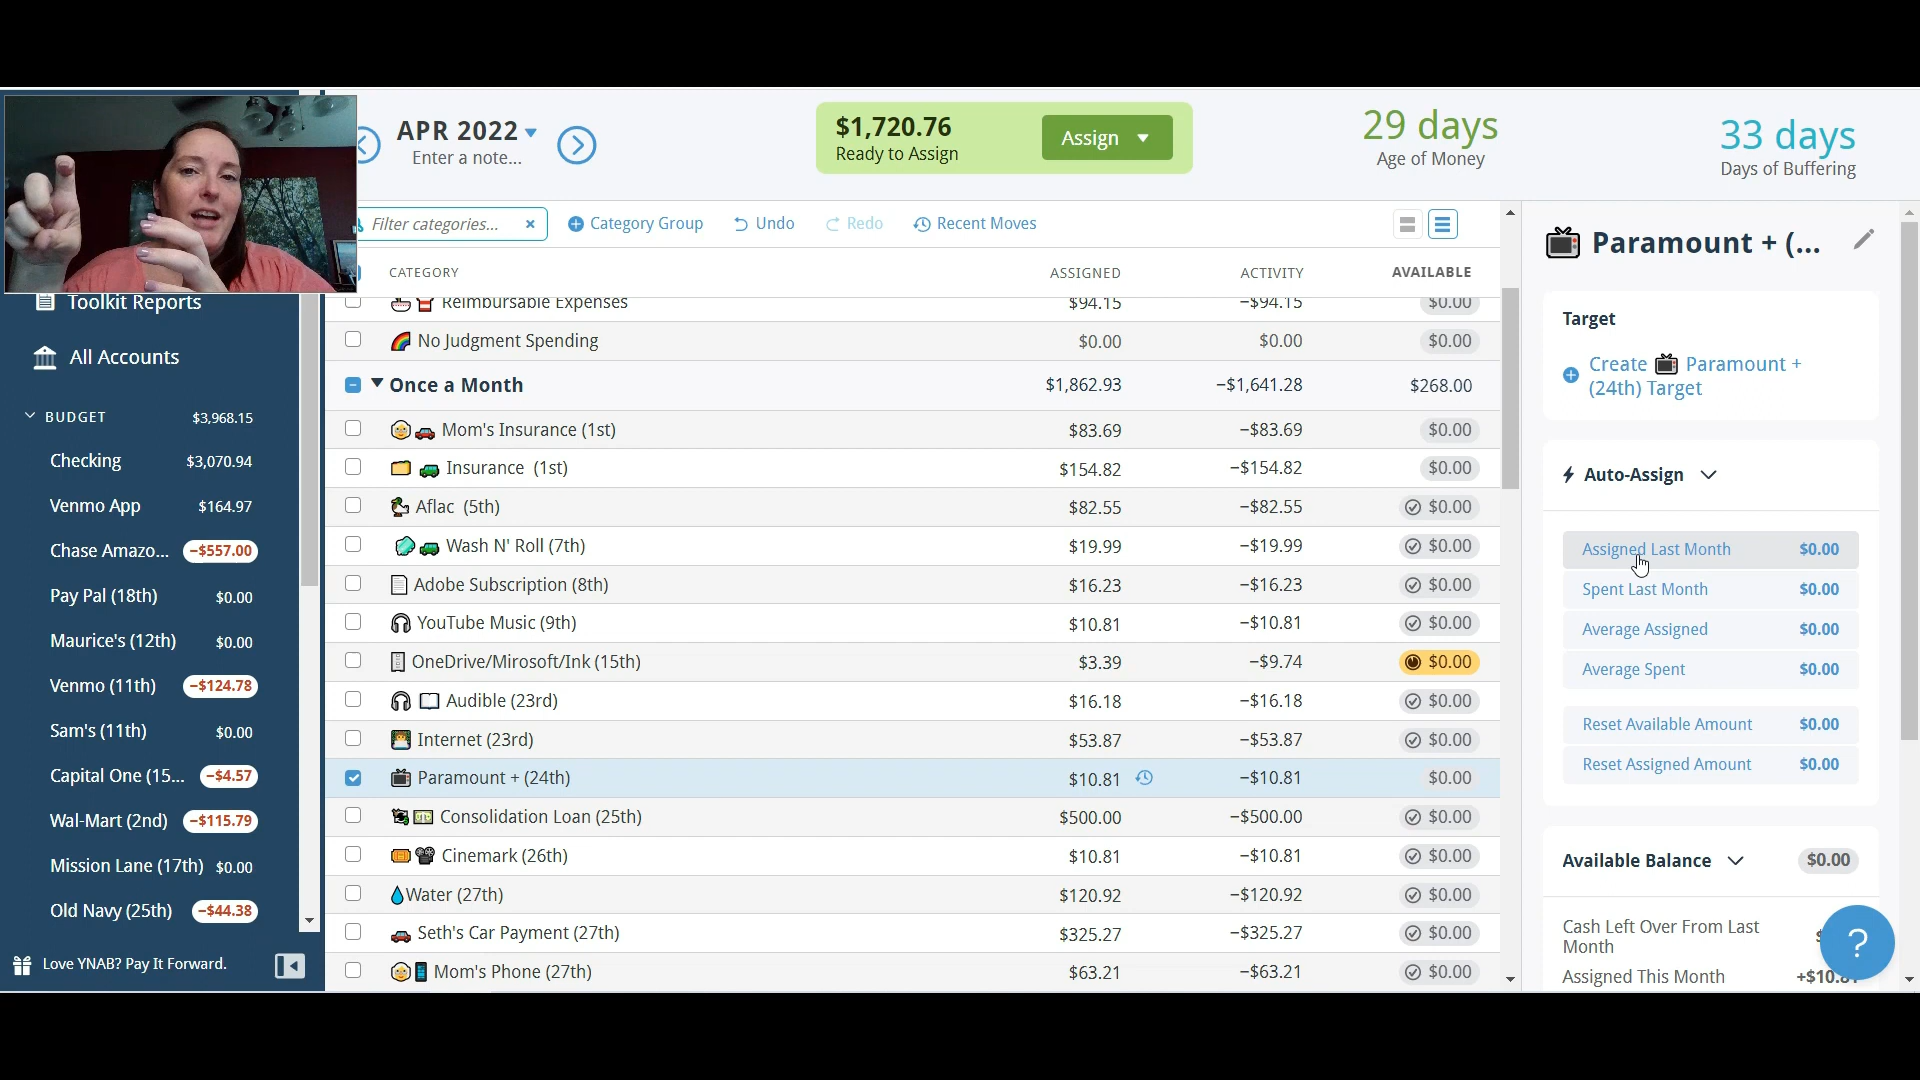 APR 2022
Enter a note...
$1,720.76
Ready to Assign
Assign
29 days
Age of Money
33 days
Days of Buffering
Toolkit Reports
All Accounts
BUDGET $3,968.15
Checking $3,070.94
Venmo App $164.97
Chase Amazo... −$557.00
Pay Pal (18th) $0.00
Maurice's (12th) $0.00
Venmo (11th) −$124.78
Sam's (11th) $0.00
Capital One (15... −$4.57
Wal-Mart (2nd) −$115.79
Mission Lane (17th) $0.00
Old Navy (25th) −$44.38
Love YNAB? Pay It Forward.
Filter categories... ×
Category Group
Undo
Redo
Recent Moves
CATEGORY ASSIGNED ACTIVITY AVAILABLE
Reimbursable Expenses $94.15 −$94.15 $0.00
No Judgment Spending $0.00 $0.00 $0.00
Once a Month $1,862.93 −$1,641.28 $268.00
Mom's Insurance (1st) $83.69 −$83.69 $0.00
Insurance (1st) $154.82 −$154.82 $0.00
Aflac (5th) $82.55 −$82.55 $0.00
Wash N' Roll (7th) $19.99 −$19.99 $0.00
Adobe Subscription (8th) $16.23 −$16.23 $0.00
YouTube Music (9th) $10.81 −$10.81 $0.00
OneDrive/Mirosoft/Ink (15th) $3.39 −$9.74 $0.00
Audible (23rd) $16.18 −$16.18 $0.00
Internet (23rd) $53.87 −$53.87 $0.00
Paramount + (24th) $10.81 −$10.81 $0.00
Consolidation Loan (25th) $500.00 −$500.00 $0.00
Cinemark (26th) $10.81 −$10.81 $0.00
Water (27th) $120.92 −$120.92 $0.00
Seth's Car Payment (27th) $325.27 −$325.27 $0.00
Mom's Phone (27th) $63.21 −$63.21 $0.00
Paramount + (...
Target
Create Paramount +
(24th) Target
Auto-Assign
Assigned Last Month $0.00
Spent Last Month $0.00
Average Assigned $0.00
Average Spent $0.00
Reset Available Amount $0.00
Reset Assigned Amount $0.00
Available Balance $0.00
Cash Left Over From Last
Month
Assigned This Month
?